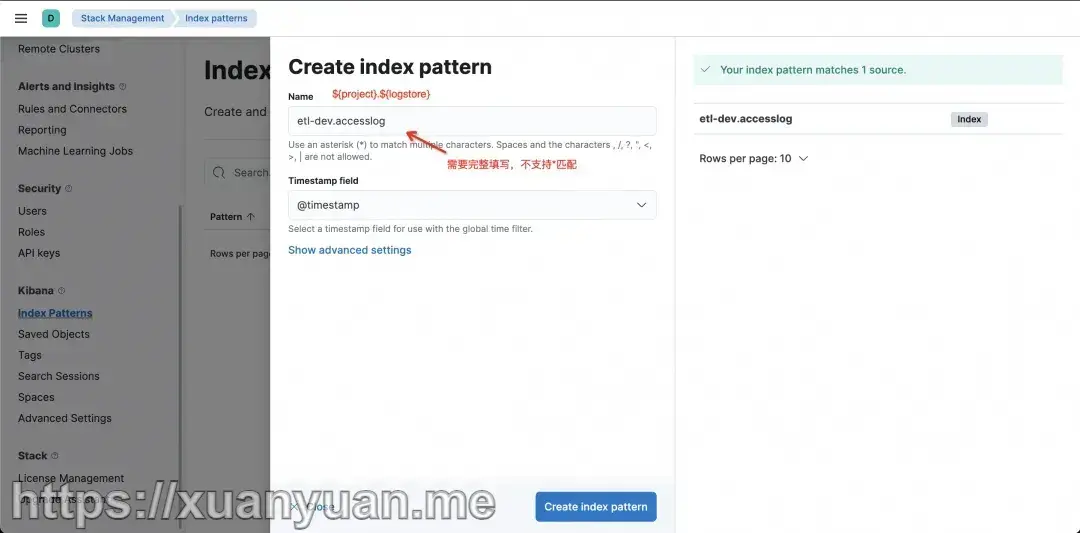 D
Stack Management
Index patterns
Remote Clusters
Alerts and Insights
Rules and Connectors
Reporting
Machine Learning Jobs
Security
Users
Roles
API keys
Kibana
Index Patterns
Saved Objects
Tags
Search Sessions
Spaces
Advanced Settings
Stack
License Management
Upgrade Assistant
Index
Create and
Search
Pattern
Rows per page
Create index pattern
Name
${project}.${logstore}
etl-dev.accesslog
Use an asterisk (*) to match multiple characters. Spaces and the characters , /, ?, ", <,
>, | are not allowed.
需要完整填写，不支持*匹配
Timestamp field
@timestamp
Select a timestamp field for use with the global time filter.
Show advanced settings
Close
Create index pattern
Your index pattern matches 1 source.
etl-dev.accesslog
Index
Rows per page: 10
https://xuanyuan.me